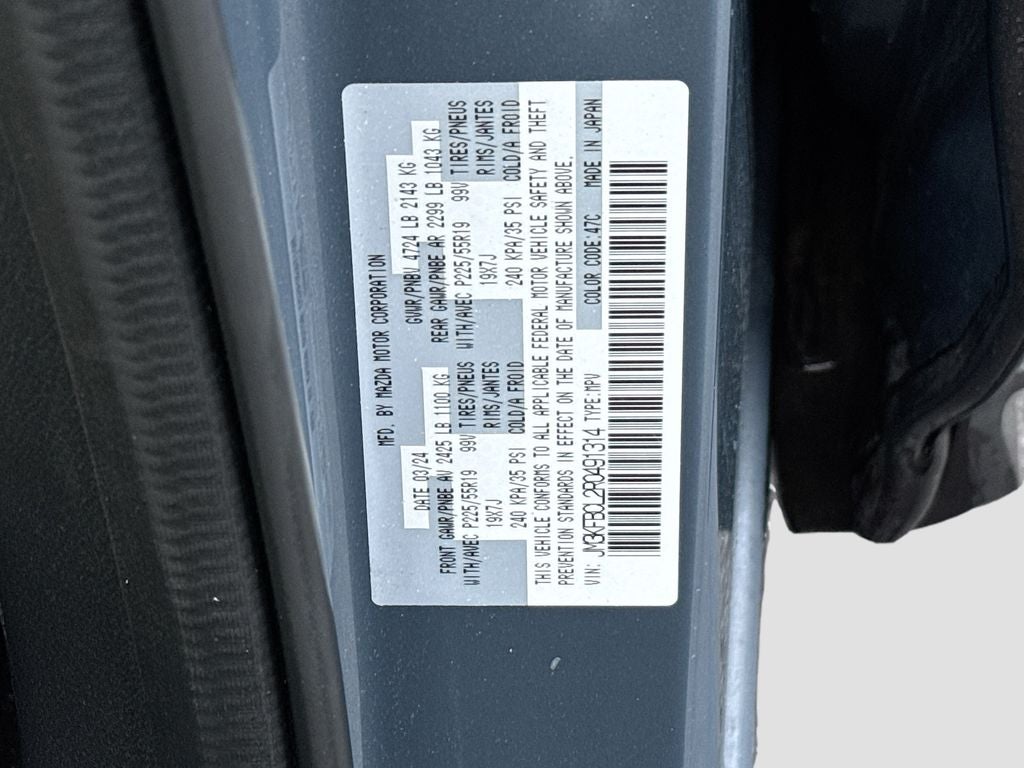 MFD. BY MAZDA MOTOR CORPORATION
DATE 03/24 GVWR/PNBV 4724 LB 2143 KG
FRONT GAWR/PNBE AV 2425 LB 1100 KG REAR GAWR/PNBE AR 2299 LB 1043 KG
WITH/AVEC P225/55R19 99V TIRES/PNEUS WITH/AVEC P225/55R19 99V TIRES/PNEUS
19X7J RIMS/JANTES 19X7J RIMS/JANTES
240 KPA/35 PSI COLD/A FROID 240 KPA/35 PSI COLD/A FROID
THIS VEHICLE CONFORMS TO ALL APPLICABLE FEDERAL MOTOR VEHICLE SAFETY AND THEFT
PREVENTION STANDARDS IN EFFECT ON THE DATE OF MANUFACTURE SHOWN ABOVE.
VIN: JM3KFBCL2R0491314 TYPE:MPV COLOR CODE:47C MADE IN JAPAN